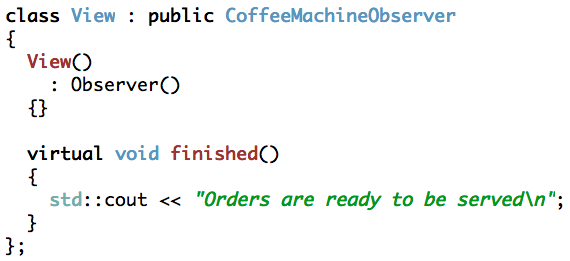 class View : public CoffeeMachineObserver
{
  View()
    : Observer()
  {}

  virtual void finished()
  {
    std::cout << "Orders are ready to be served\n";
  }
};